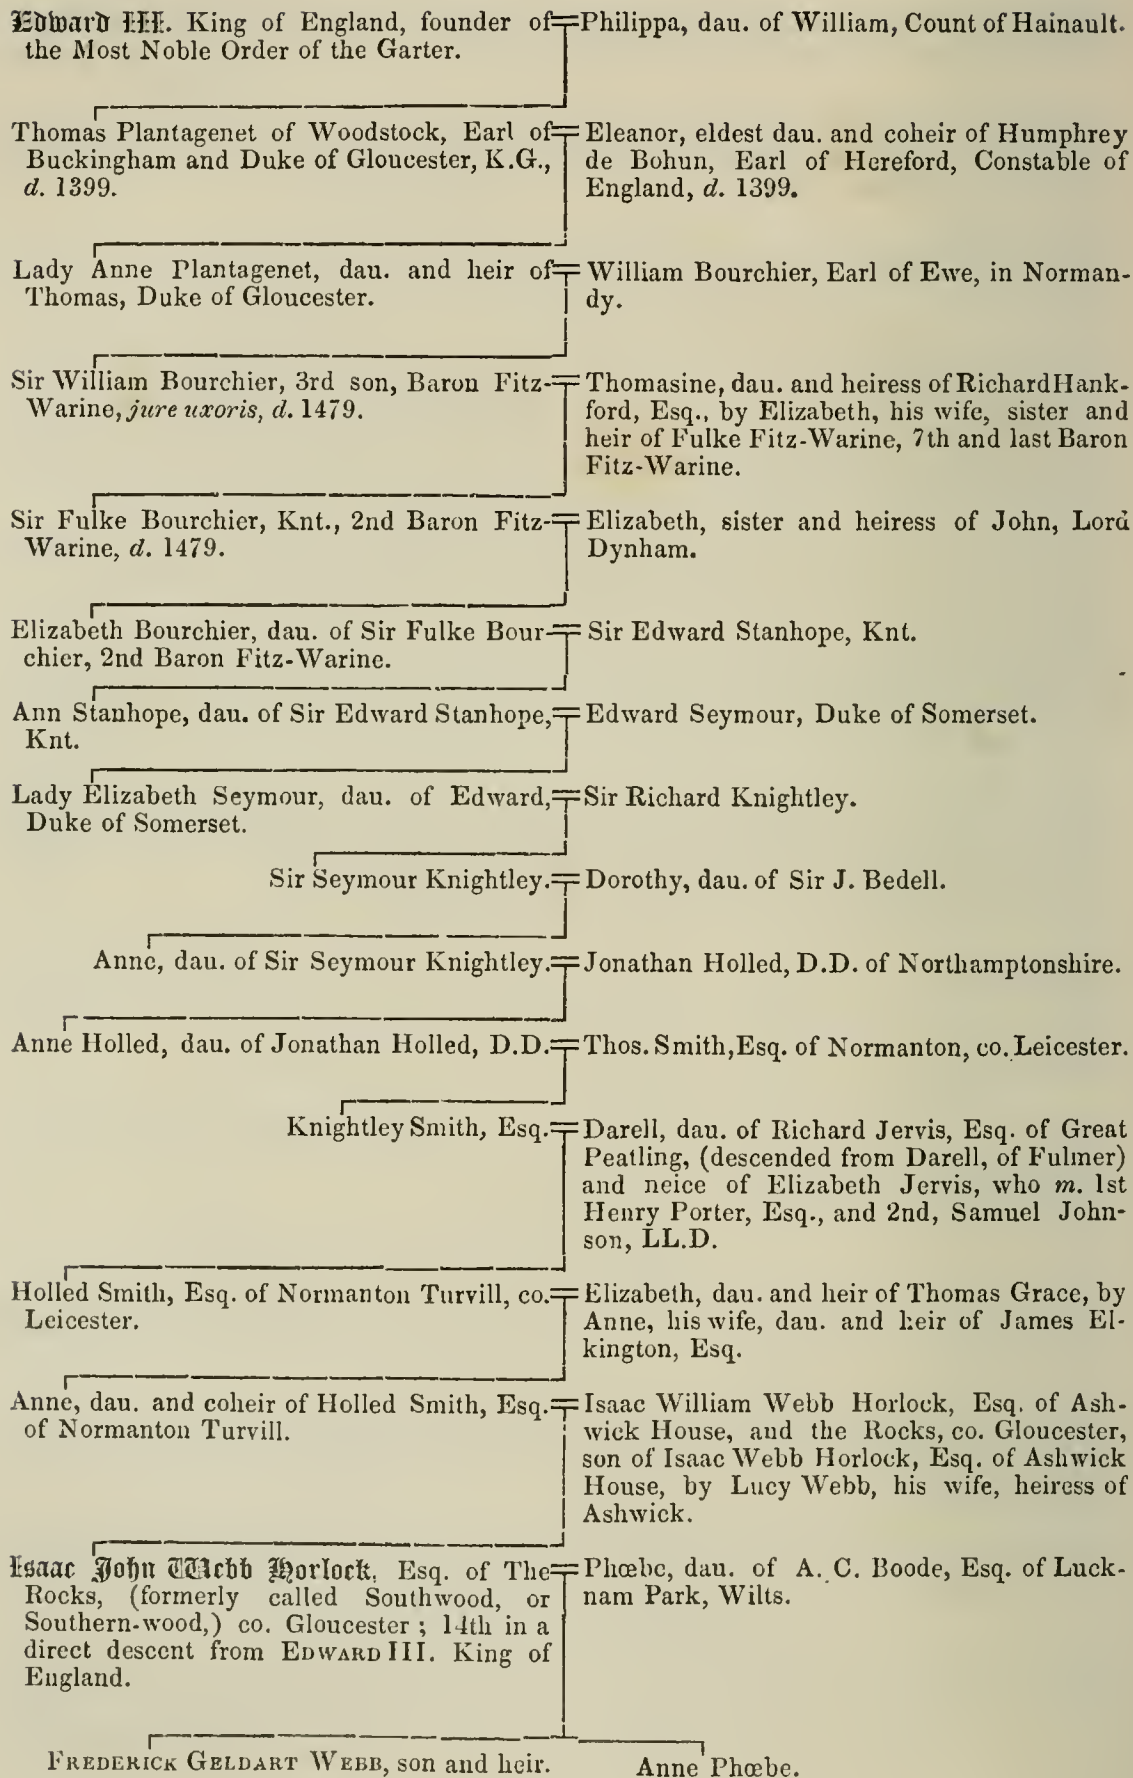 Edward III. King of England, founder of
the Most Noble Order of the Garter.
Philippa, dau. of William, Count of Hainault.
Thomas Plantagenet of Woodstock, Earl of
Buckingham and Duke of Gloucester, K.G.,
d. 1399.
Eleanor, eldest dau. and coheir of Humphrey
de Bohun, Earl of Hereford, Constable of
England, d. 1399.
Lady Anne Plantagenet, dau. and heir of
Thomas, Duke of Gloucester.
William Bourchier, Earl of Ewe, in Norman-
dy.
Sir William Bourchier, 3rd son, Baron Fitz-
Warine, jure uxoris, d. 1479.
Thomasine, dau. and heiress of Richard Hank-
ford, Esq., by Elizabeth, his wife, sister and
heir of Fulke Fitz-Warine, 7th and last Baron
Fitz-Warine.
Sir Fulke Bourchier, Knt., 2nd Baron Fitz-
Warine, d. 1479.
Elizabeth, sister and heiress of John, Lord
Dynham.
Elizabeth Bourchier, dau. of Sir Fulke Bour-
chier, 2nd Baron Fitz-Warine.
Sir Edward Stanhope, Knt.
Ann Stanhope, dau. of Sir Edward Stanhope,
Knt.
Edward Seymour, Duke of Somerset.
Lady Elizabeth Seymour, dau. of Edward,
Duke of Somerset.
Sir Richard Knightley.
Sir Seymour Knightley.
Dorothy, dau. of Sir J. Bedell.
Anne, dau. of Sir Seymour Knightley.
Jonathan Holled, D.D. of Northamptonshire.
Anne Holled, dau. of Jonathan Holled, D.D.
Thos. Smith, Esq. of Normanton, co. Leicester.
Knightley Smith, Esq.
Darell, dau. of Richard Jervis, Esq. of Great
Peatling, (descended from Darell, of Fulmer)
and neice of Elizabeth Jervis, who m. 1st
Henry Porter, Esq., and 2nd, Samuel John-
son, LL.D.
Holled Smith, Esq. of Normanton Turvill, co.
Leicester.
Elizabeth, dau. and heir of Thomas Grace, by
Anne, his wife, dau. and heir of James El-
kington, Esq.
Anne, dau. and coheir of Holled Smith, Esq.
of Normanton Turvill.
Isaac William Webb Horlock, Esq. of Ash-
wick House, and the Rocks, co. Gloucester,
son of Isaac Webb Horlock, Esq. of Ashwick
House, by Lucy Webb, his wife, heiress of
Ashwick.
Isaac John Webb Horlock, Esq. of The
Rocks, (formerly called Southwood, or
Southern-wood,) co. Gloucester ; 14th in a
direct descent from EDWARD III. King of
England.
Phœbe, dau. of A. C. Boode, Esq. of Luck-
nam Park, Wilts.
FREDERICK GELDART WEBB, son and heir.
Anne Phœbe.